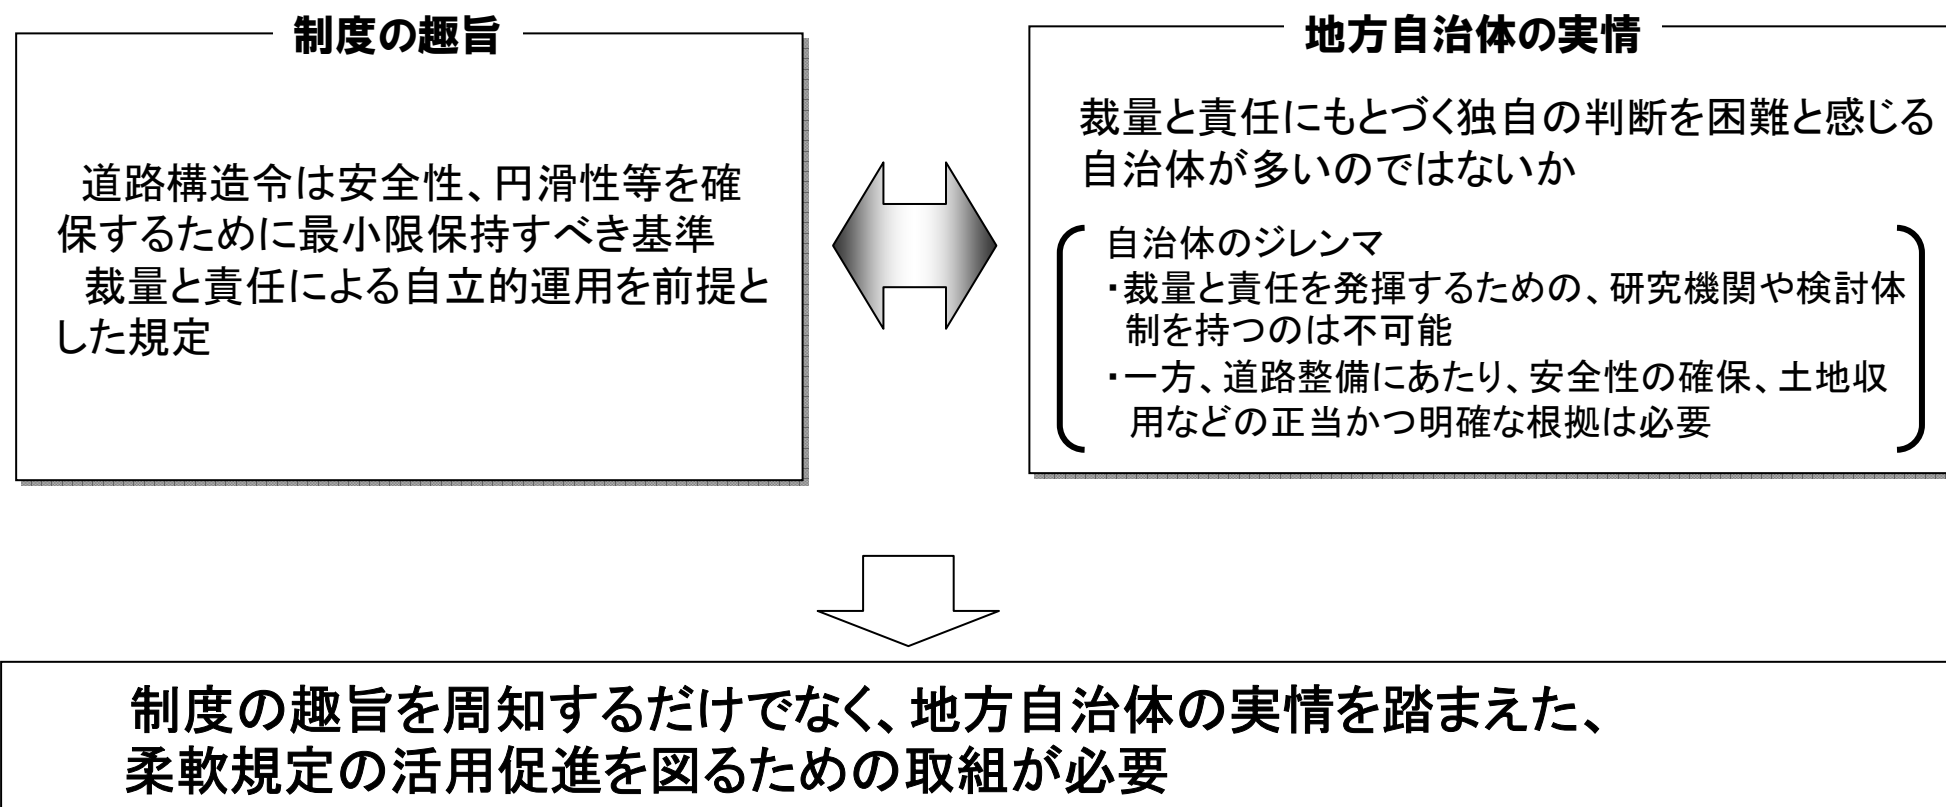 制度の趣旨
道路構造令は安全性、円滑性等を確
保するために最小限保持すべき基準
裁量と責任による自立的運用を前提と
した規定
地方自治体の実情
裁量と責任にもとづく独自の判断を困難と感じる
自治体が多いのではないか
自治体のジレンマ
・裁量と責任を発揮するための、研究機関や検討体
制を持つのは不可能
・一方、道路整備にあたり、安全性の確保、土地収
用などの正当かつ明確な根拠は必要
制度の趣旨を周知するだけでなく、地方自治体の実情を踏まえた、
柔軟規定の活用促進を図るための取組が必要